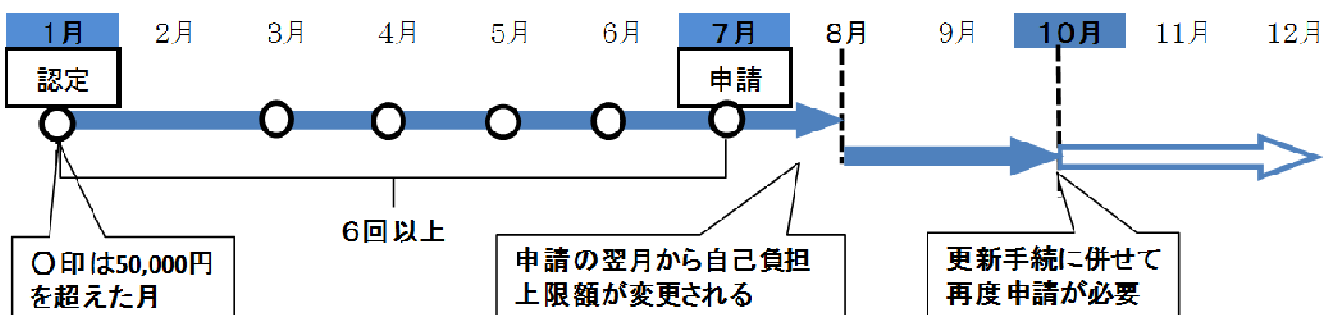 1月 2月 3月 4月 5月 6月 7月 8月 9月 10月 11月 12月
認定
申請
6回以上
〇印は50,000円
を超えた月
申請の翌月から自己負担
上限額が変更される
更新手続に併せて
再度申請が必要